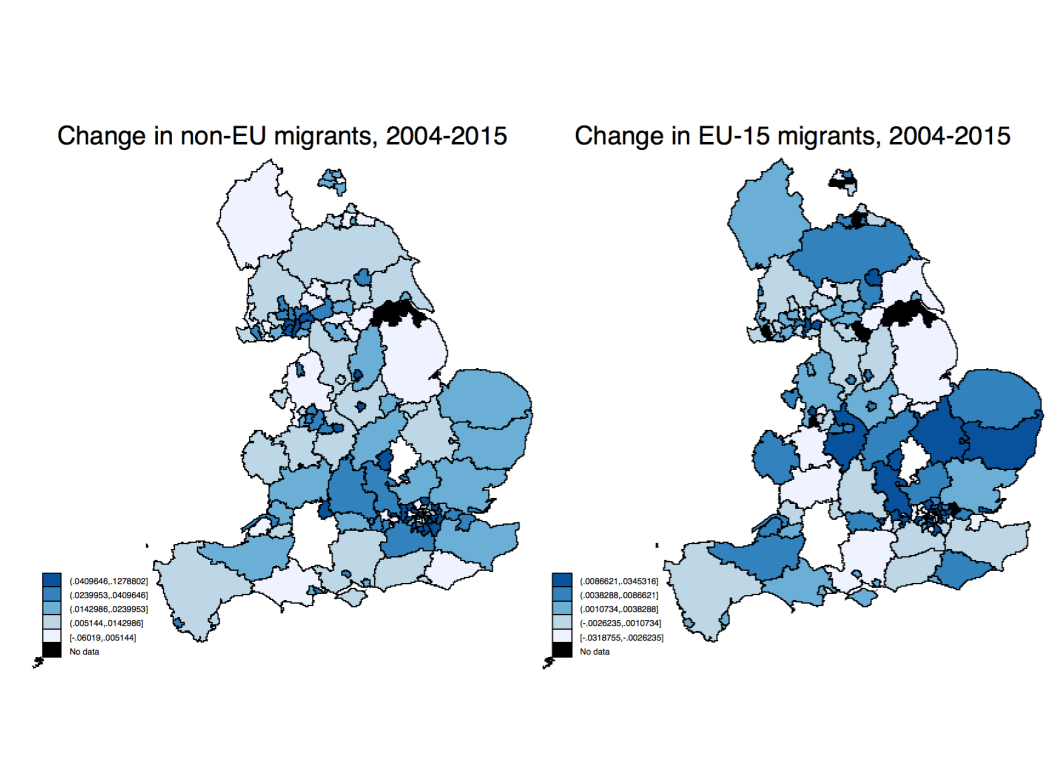 Change in non-EU migrants, 2004-2015
(.0409646,.1278802]
(.0239953,.0409646]
(.0142986,.0239953]
(.005144,.0142986]
[-.06019,.005144]
No data
Change in EU-15 migrants, 2004-2015
(.0086621,.0345316]
(.0038288,.0086621]
(.0010734,.0038288]
(-.0026235,.0010734]
[-.0318755,-.0026235]
No data